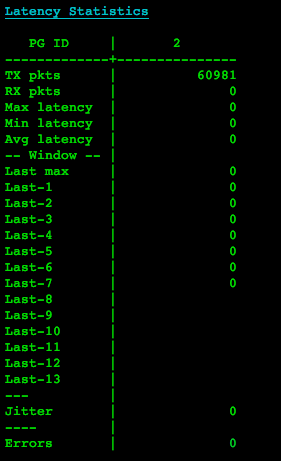 Latency Statistics
PG ID | 2
-------------+---------------
TX pkts | 60981
RX pkts | 0
Max latency | 0
Min latency | 0
Avg latency | 0
-- Window -- |
Last max | 0
Last-1 | 0
Last-2 | 0
Last-3 | 0
Last-4 | 0
Last-5 | 0
Last-6 | 0
Last-7 | 0
Last-8 |
Last-9 |
Last-10 |
Last-11 |
Last-12 |
Last-13 |
--- |
Jitter | 0
---- |
Errors | 0